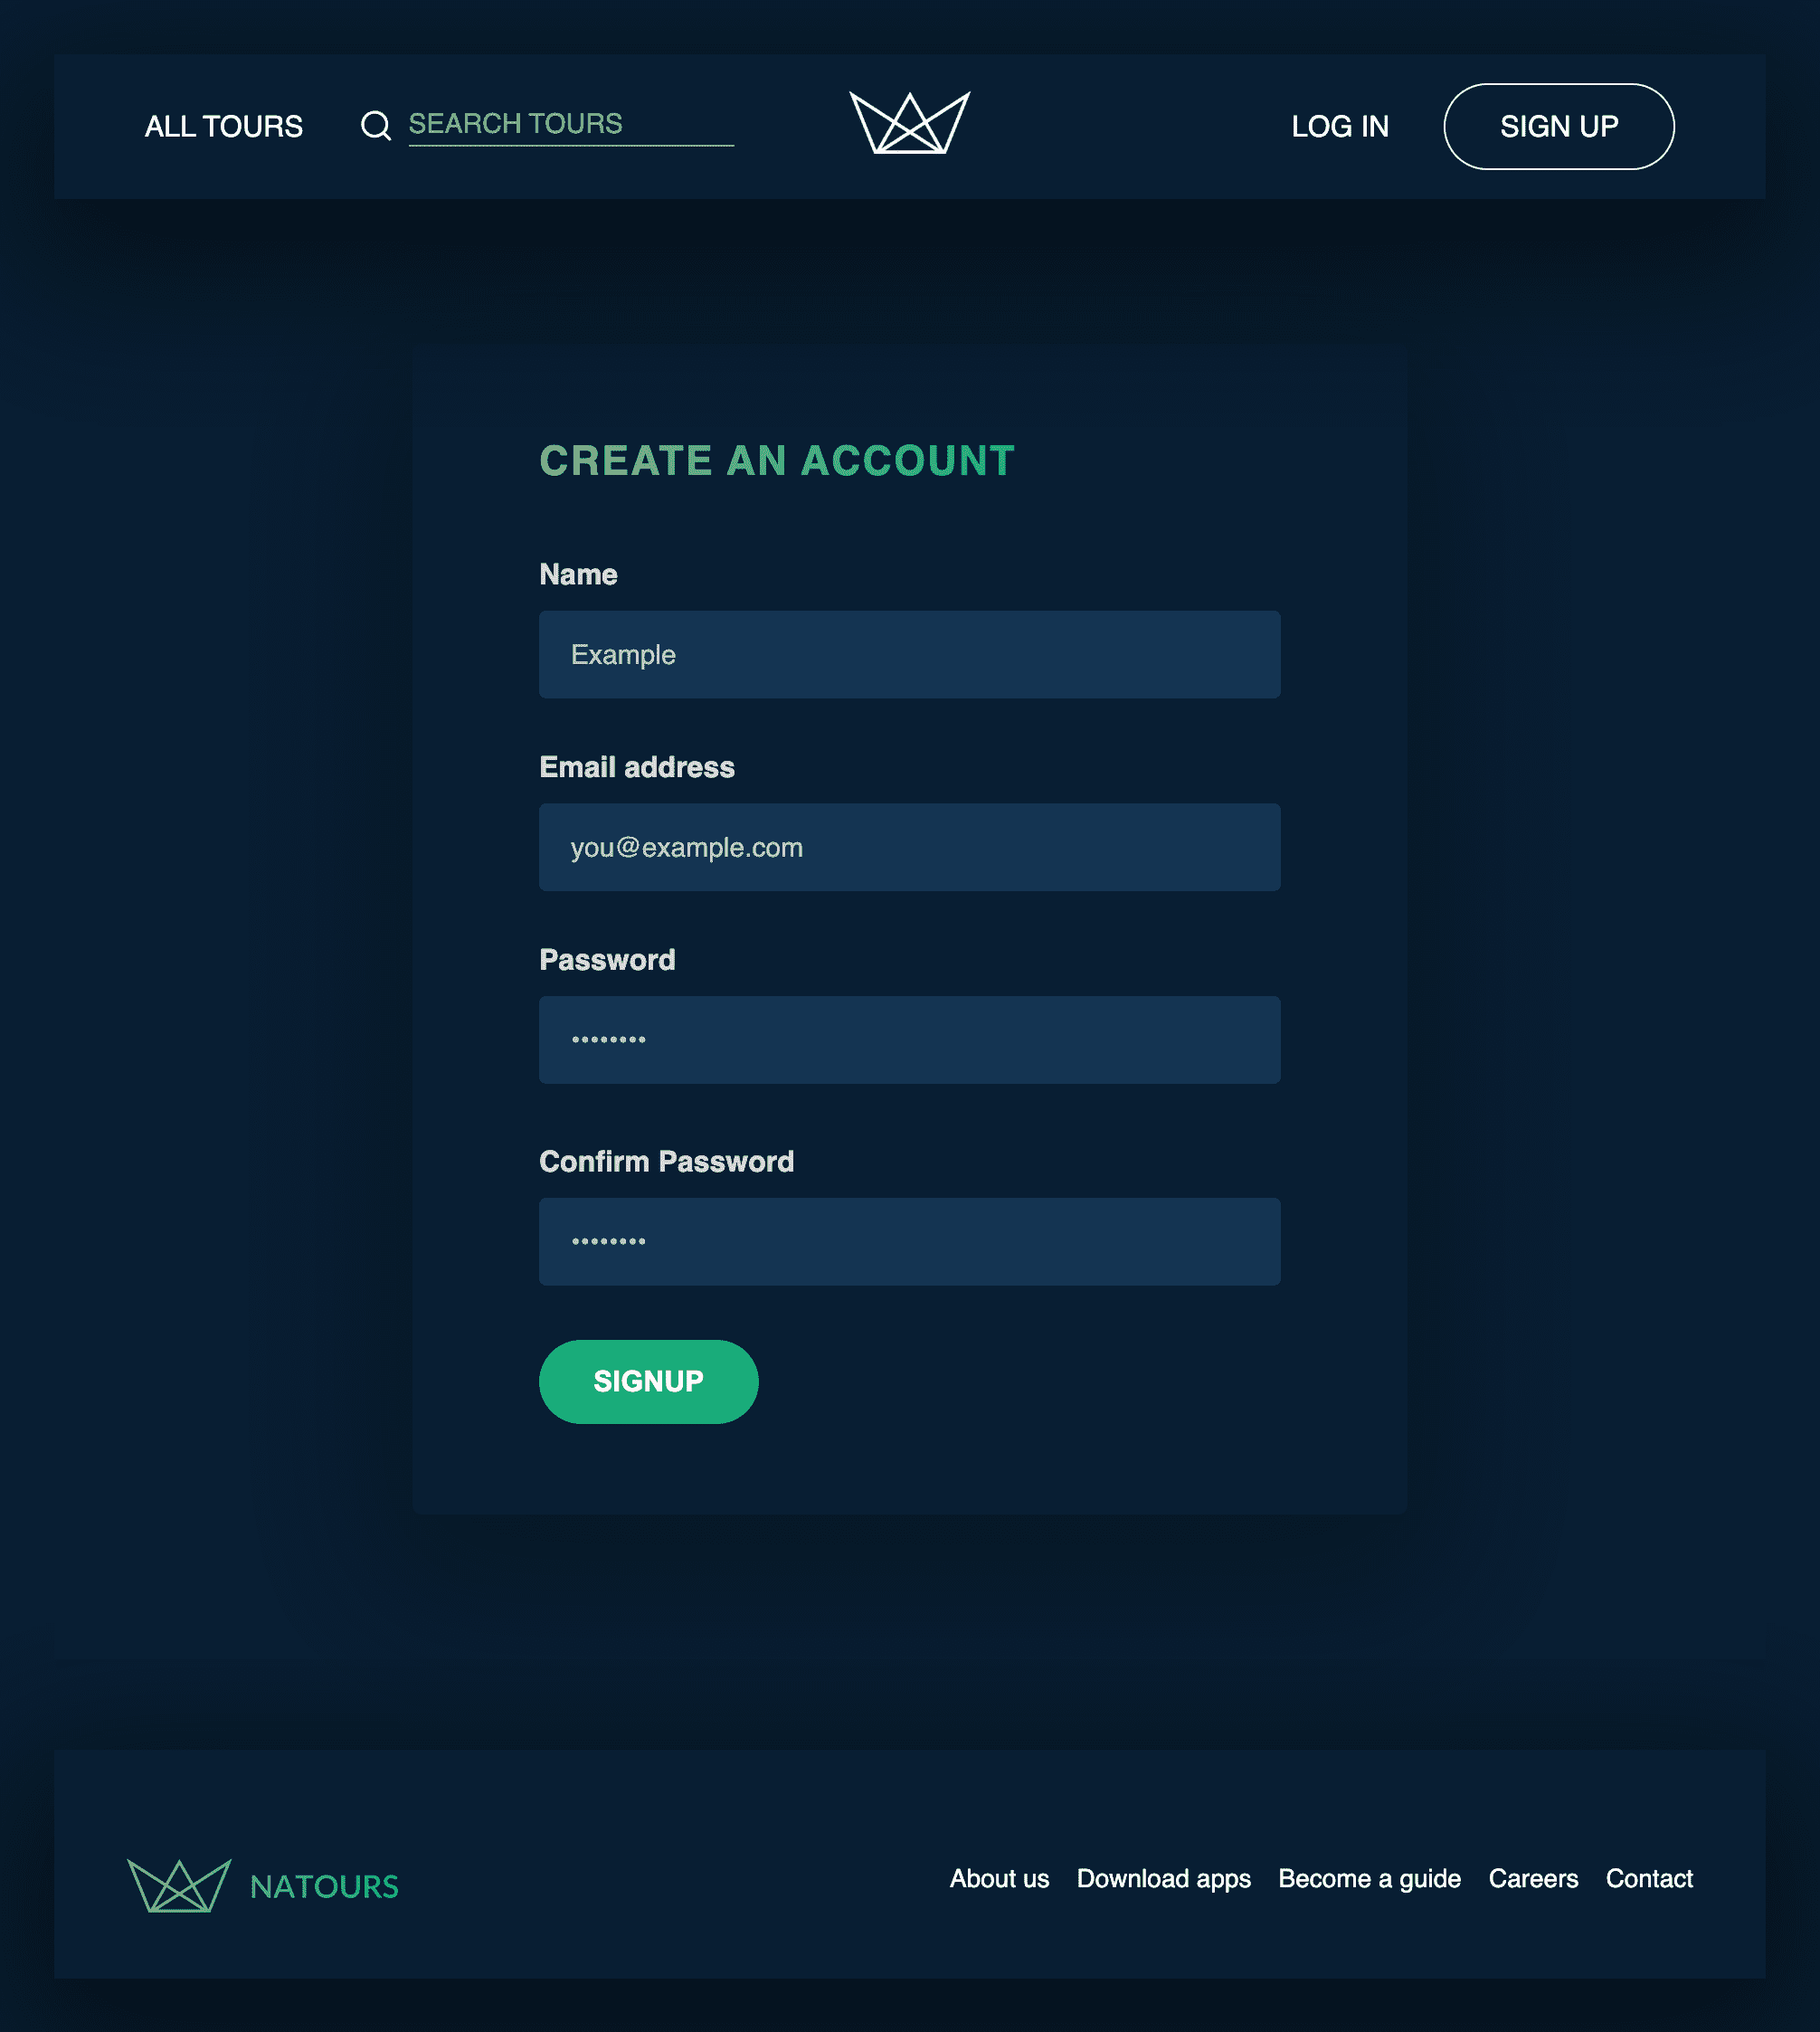 ALL TOURS SEARCH TOURS LOG IN SIGN UP
CREATE AN ACCOUNT
Name
Example
Email address
you@example.com
Password
••••••••
Confirm Password
••••••••
SIGNUP
NATOURS About us Download apps Become a guide Careers Contact